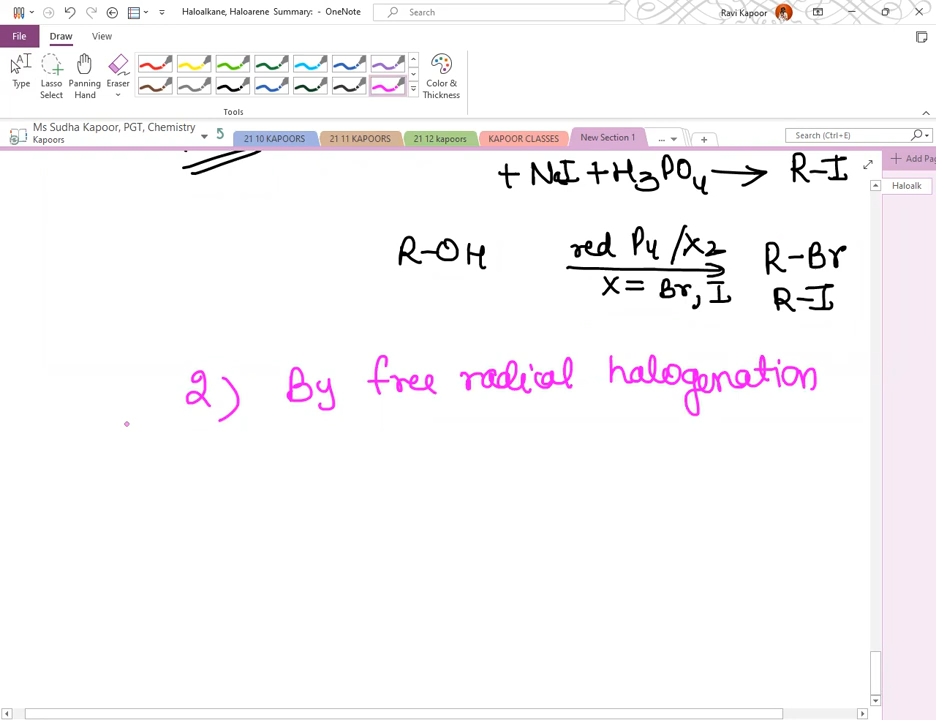 Haloalkane, Haloarene Summary: - OneNote
Search
Ravi Kapoor
File
Draw
View
Type
Lasso Select
Panning Hand
Eraser
Color & Thickness
Tools
Ms Sudha Kapoor, PGT, Chemistry
Kapoors
21 10 KAPOORS
21 11 KAPOORS
21 12 kapoors
KAPOOR CLASSES
New Section 1
...
Search (Ctrl+E)
Add Pag
Haloalk
+ NaI + H3PO4 → R-I
R-OH red P4 /X2 R-Br
X = Br, I R-I
2) By free radical halogenation